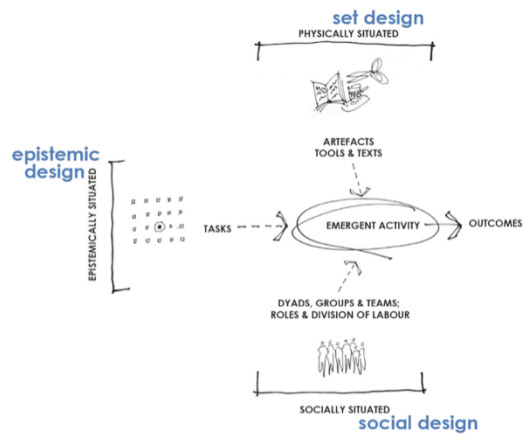 set design
PHYSICALLY SITUATED
ARTEFACTS
TOOLS & TEXTS
epistemic
design
EPISTEMICALLY SITUATED
TASKS
EMERGENT ACTIVITY
OUTCOMES
DYADS, GROUPS & TEAMS;
ROLES & DIVISION OF LABOUR
SOCIALLY SITUATED
social design